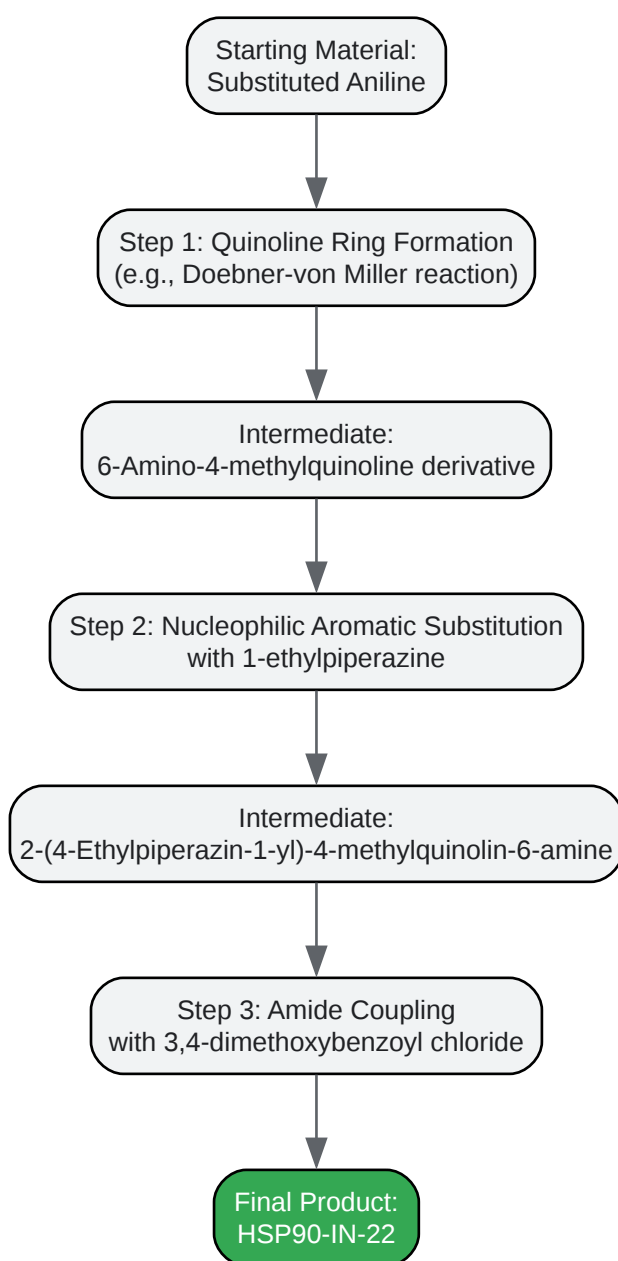 Starting Material:
Substituted Aniline
Step 1: Quinoline Ring Formation
(e.g., Doebner-von Miller reaction)
Intermediate:
6-Amino-4-methylquinoline derivative
Step 2: Nucleophilic Aromatic Substitution
with 1-ethylpiperazine
Intermediate:
2-(4-Ethylpiperazin-1-yl)-4-methylquinolin-6-amine
Step 3: Amide Coupling
with 3,4-dimethoxybenzoyl chloride
Final Product:
HSP90-IN-22